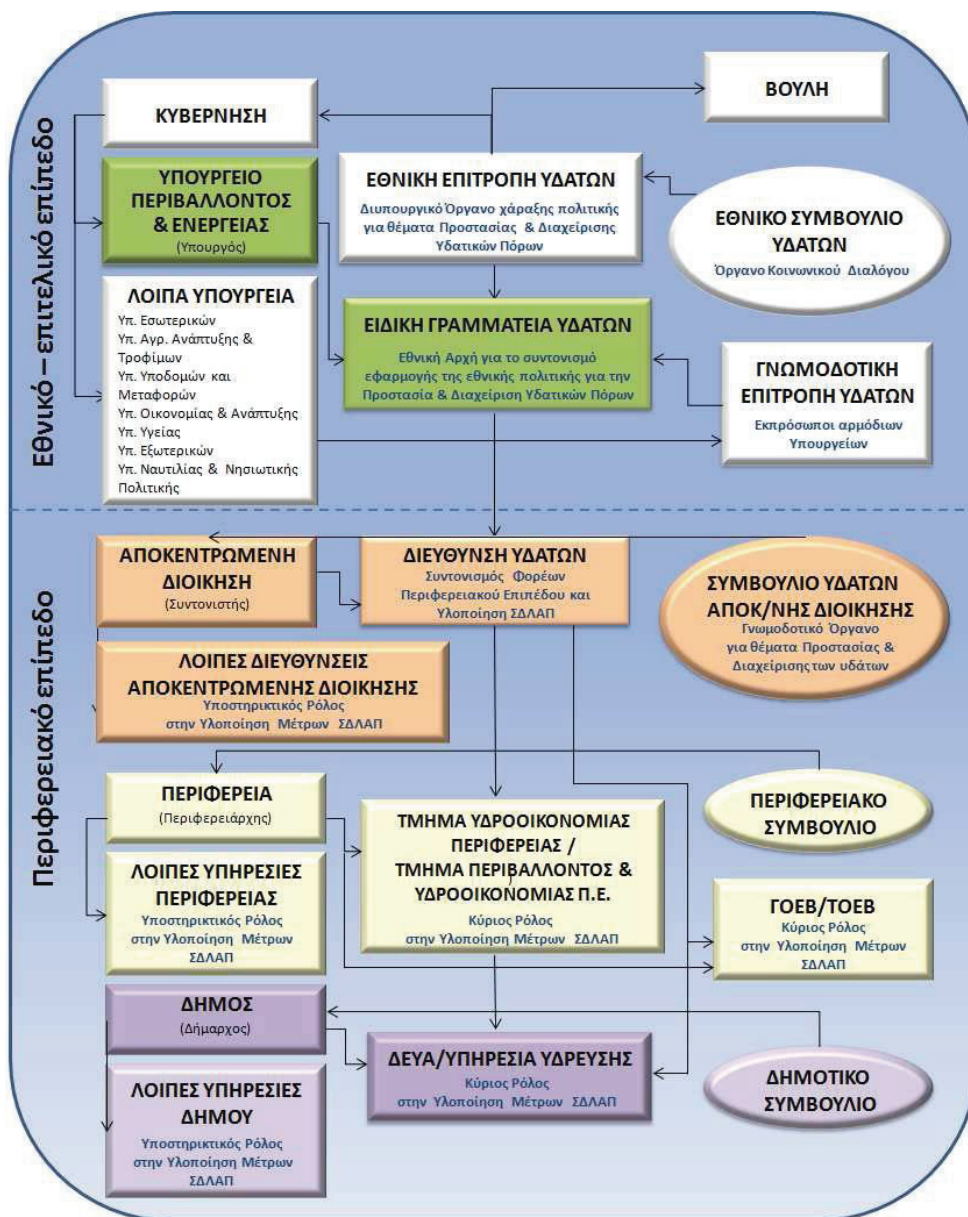 Εθνικό – επιτελικό επίπεδο
ΒΟΥΛΗ
ΚΥΒΕΡΝΗΣΗ
ΥΠΟΥΡΓΕΙΟ
ΠΕΡΙΒΑΛΛΟΝΤΟΣ
& ΕΝΕΡΓΕΙΑΣ
(Υπουργός)
ΕΘΝΙΚΗ ΕΠΙΤΡΟΠΗ ΥΔΑΤΩΝ
Διυπουργικό Όργανο χάραξης πολιτικής
για θέματα Προστασίας & Διαχείρισης
Υδατικών Πόρων
ΕΘΝΙΚΟ ΣΥΜΒΟΥΛΙΟ
ΥΔΑΤΩΝ
Όργανο Κοινωνικού Διαλόγου
ΛΟΙΠΑ ΥΠΟΥΡΓΕΙΑ
Υπ. Εσωτερικών
Υπ. Αγρ. Ανάπτυξης &
Τροφίμων
Υπ. Υποδομών και
Μεταφορών
Υπ. Οικονομίας & Ανάπτυξης
Υπ. Υγείας
Υπ. Εξωτερικών
Υπ. Ναυτιλίας & Νησιωτικής
Πολιτικής
ΕΙΔΙΚΗ ΓΡΑΜΜΑΤΕΙΑ ΥΔΑΤΩΝ
Εθνική Αρχή για το συντονισμό
εφαρμογής της εθνικής πολιτικής για την
Προστασία & Διαχείριση Υδατικών Πόρων
ΓΝΩΜΟΔΟΤΙΚΗ
ΕΠΙΤΡΟΠΗ ΥΔΑΤΩΝ
Εκπρόσωποι αρμόδιων
Υπουργείων
Περιφερειακό επίπεδο
ΑΠΟΚΕΝΤΡΩΜΕΝΗ
ΔΙΟΙΚΗΣΗ
(Συντονιστής)
ΔΙΕΥΘΥΝΣΗ ΥΔΑΤΩΝ
Συντονισμός Φορέων
Περιφερειακού Επιπέδου και
Υλοποίηση ΣΔΛΑΠ
ΣΥΜΒΟΥΛΙΟ ΥΔΑΤΩΝ
ΑΠΟΚ/ΝΗΣ ΔΙΟΙΚΗΣΗΣ
Γνωμοδοτικό Όργανο
για θέματα Προστασίας &
Διαχείρισης των υδάτων
ΛΟΙΠΕΣ ΔΙΕΥΘΥΝΣΕΙΣ
ΑΠΟΚΕΝΤΡΩΜΕΝΗΣ ΔΙΟΙΚΗΣΗΣ
Υποστηρικτικός Ρόλος
στην Υλοποίηση Μέτρων ΣΔΛΑΠ
ΠΕΡΙΦΕΡΕΙΑ
(Περιφερειάρχης)
ΤΜΗΜΑ ΥΔΡΟΟΙΚΟΝΟΜΙΑΣ
ΠΕΡΙΦΕΡΕΙΑΣ /
ΤΜΗΜΑ ΠΕΡΙΒΑΛΛΟΝΤΟΣ &
ΥΔΡΟΟΙΚΟΝΟΜΙΑΣ Π.Ε.
Κύριος Ρόλος
στην Υλοποίηση Μέτρων ΣΔΛΑΠ
ΠΕΡΙΦΕΡΕΙΑΚΟ
ΣΥΜΒΟΥΛΙΟ
ΛΟΙΠΕΣ ΥΠΗΡΕΣΙΕΣ
ΠΕΡΙΦΕΡΕΙΑΣ
Υποστηρικτικός Ρόλος
στην Υλοποίηση Μέτρων
ΣΔΛΑΠ
ΓΟΕΒ/ΤΟΕΒ
Κύριος Ρόλος
στην Υλοποίηση Μέτρων
ΣΔΛΑΠ
ΔΗΜΟΣ
(Δήμαρχος)
ΔΕΥΑ/ΥΠΗΡΕΣΙΑ ΥΔΡΕΥΣΗΣ
Κύριος Ρόλος
στην Υλοποίηση Μέτρων ΣΔΛΑΠ
ΔΗΜΟΤΙΚΟ
ΣΥΜΒΟΥΛΙΟ
ΛΟΙΠΕΣ ΥΠΗΡΕΣΙΕΣ
ΔΗΜΟΥ
Υποστηρικτικός Ρόλος
στην Υλοποίηση Μέτρων
ΣΔΛΑΠ